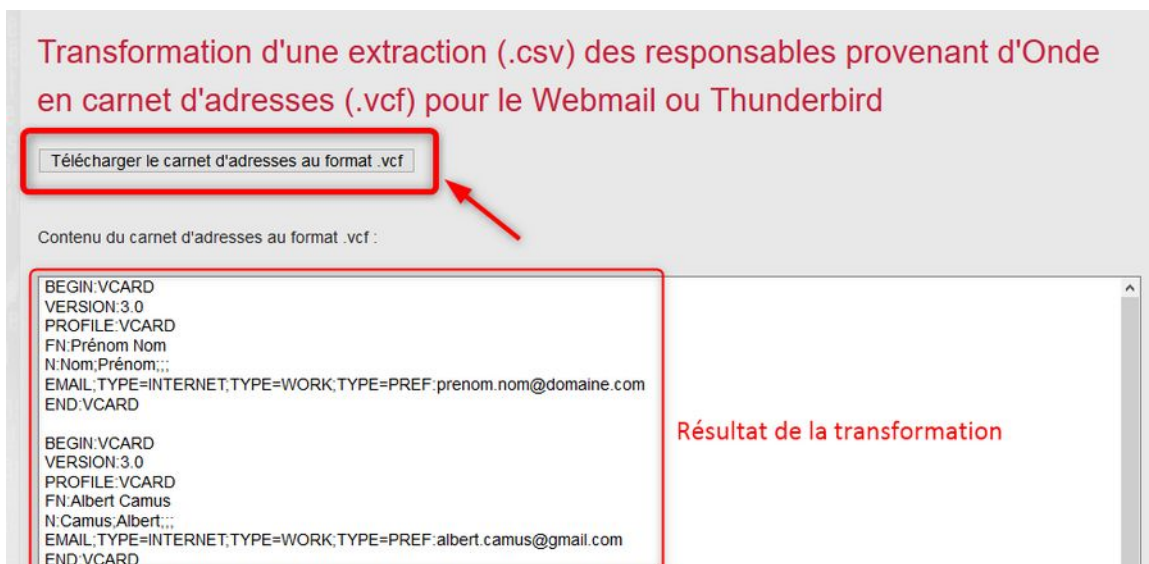 Transformation d'une extraction (.csv) des responsables provenant d'Onde
en carnet d'adresses (.vcf) pour le Webmail ou Thunderbird
Télécharger le carnet d'adresses au format .vcf
Contenu du carnet d'adresses au format .vcf :
BEGIN:VCARD
VERSION:3.0
PROFILE:VCARD
FN:Prénom Nom
N:Nom;Prénom;;;
EMAIL;TYPE=INTERNET;TYPE=WORK;TYPE=PREF:prenom.nom@domaine.com
END:VCARD
Résultat de la transformation
BEGIN:VCARD
VERSION:3.0
PROFILE:VCARD
FN:Albert Camus
N:Camus;Albert;;;
EMAIL;TYPE=INTERNET;TYPE=WORK;TYPE=PREF:albert.camus@gmail.com
END:VCARD